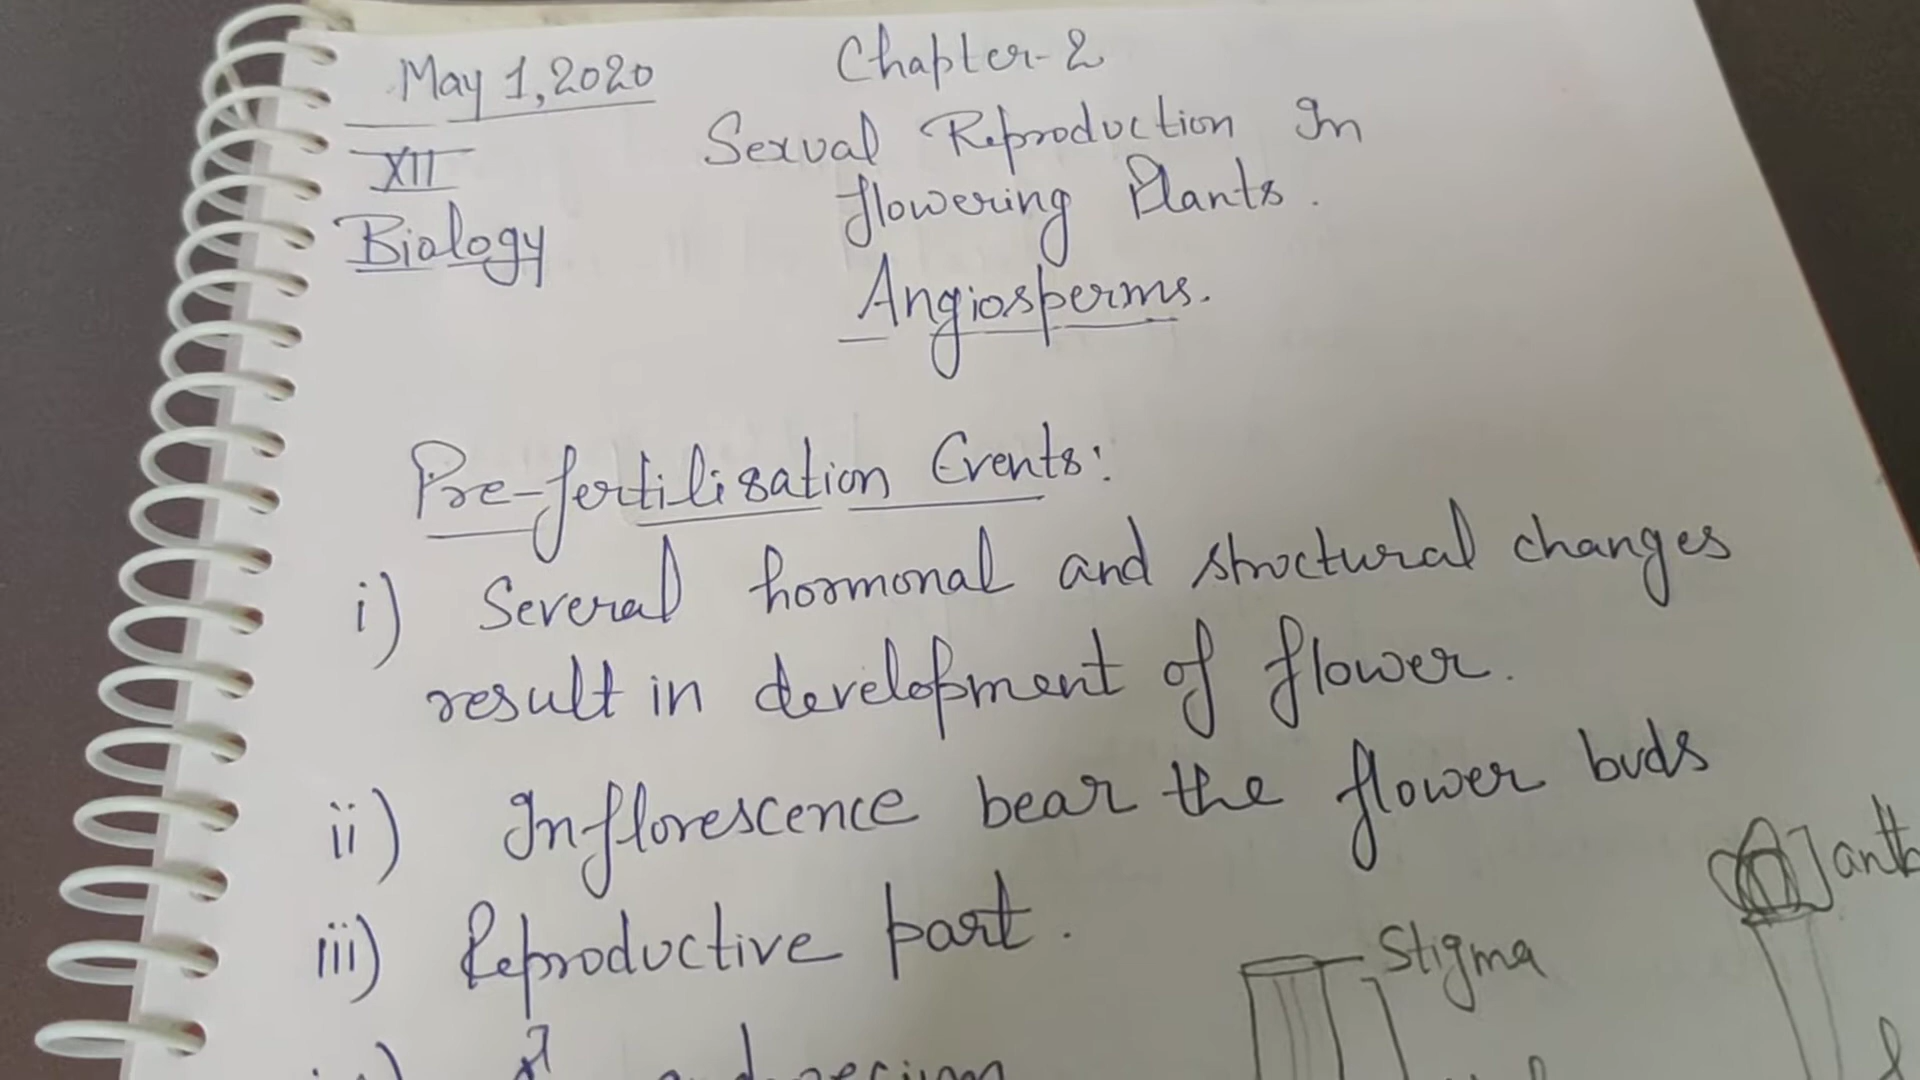 May 1, 2020
XII
Biology
Chapter-2
Sexual Reproduction In
flowering Plants.
Angiosperms.
Pre-fertilisation Events:
i) Several hormonal and structural changes
result in development of flower.
ii) Inflorescence bear the flower buds
iii) Reproductive part.
Stigma